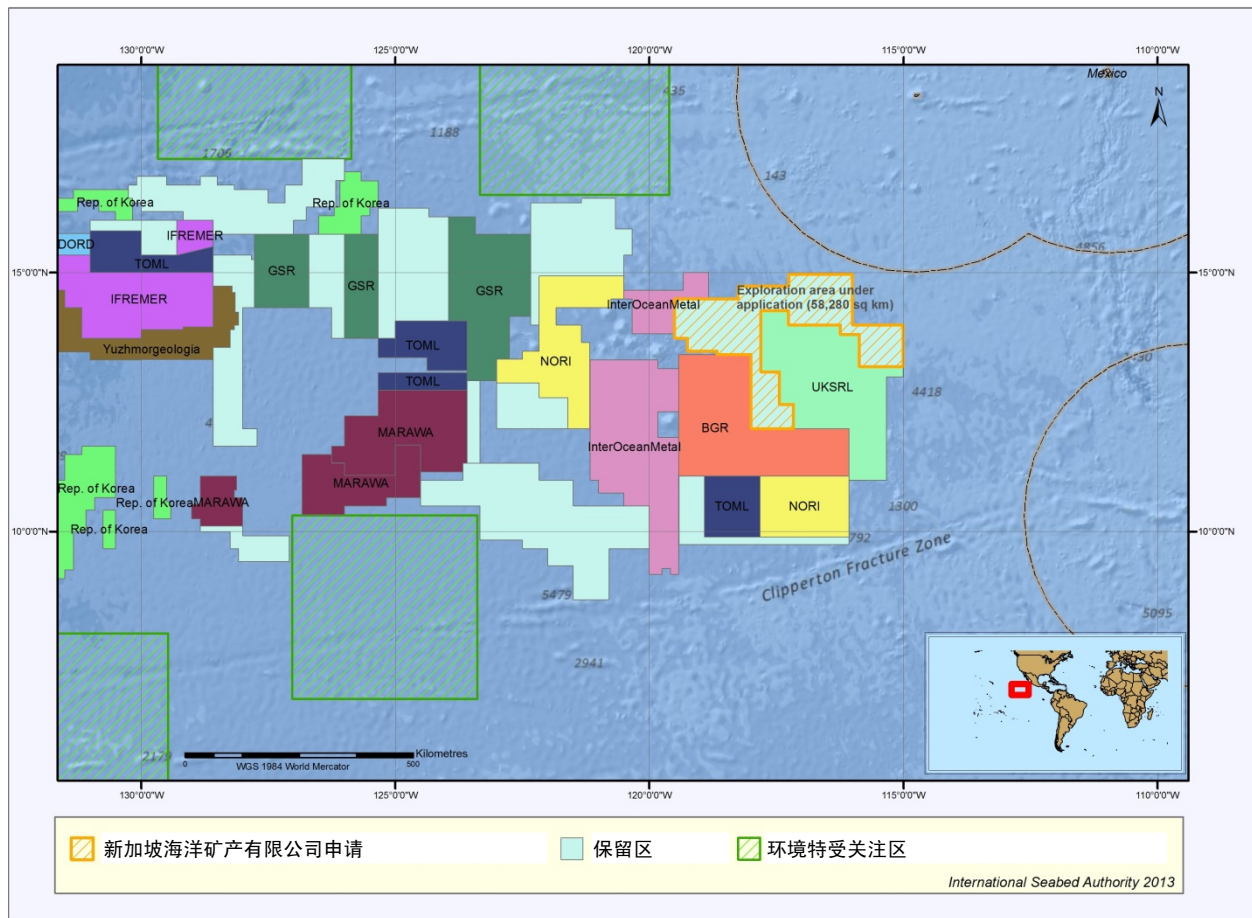 130°0'0"W
125°0'0"W
120°0'0"W
115°0'0"W
110°0'0"W
Mexico
N
435
1188
1706
143
Rep. of Korea
Rep. of Korea
IFREMER
DORD
TOML
GSR
GSR
GSR
4856
15°0'0"N
15°0'0"N
IFREMER
InterOceanMetal
Exploration area under
application (58,280 sq km)
Yuzhmorgeologia
TOML
NORI
TOML
UKSRL
4418
BGR
MARAWA
InterOceanMetal
MARAWA
Rep. of Korea
Rep. of Korea
MARAWA
Rep. of Korea
TOML
NORI
1300
10°0'0"N
10°0'0"N
792
Clipperton Fracture Zone
5479
5095
2941
2179
0
500
Kilometres
WGS 1984 World Mercator
130°0'0"W
125°0'0"W
120°0'0"W
115°0'0"W
110°0'0"W
新加坡海洋矿产有限公司申请
保留区
环境特受关注区
International Seabed Authority 2013